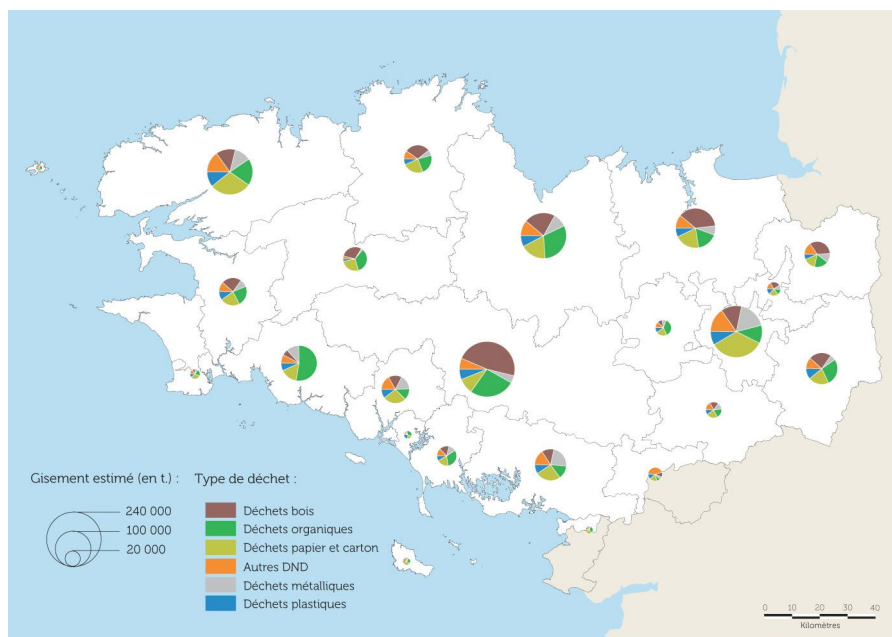 Gisement estimé (en t.) :
240 000
100 000
20 000
Type de déchet :
Déchets bois
Déchets organiques
Déchets papier et carton
Autres DND
Déchets métalliques
Déchets plastiques
0 10 20 30 40
Kilomètres